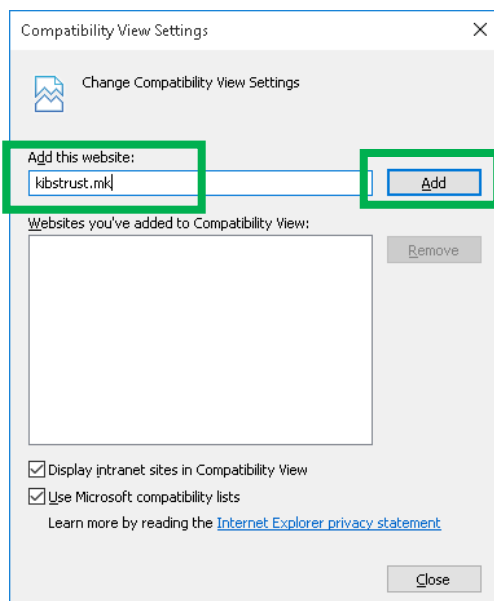 Compatibility View Settings
Change Compatibility View Settings
Add this website:
kibstrust.mk
Add
Websites you've added to Compatibility View:
Remove
Display intranet sites in Compatibility View
Use Microsoft compatibility lists
Learn more by reading the Internet Explorer privacy statement
Close